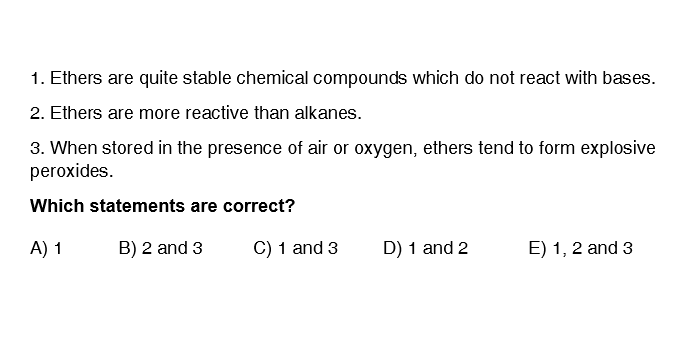 1. Ethers are quite stable chemical compounds which do not react with bases.
2. Ethers are more reactive than alkanes.
3. When stored in the presence of air or oxygen, ethers tend to form explosive
peroxides.
Which statements are correct?
A) 1 B) 2 and 3 C) 1 and 3 D) 1 and 2 E) 1, 2 and 3